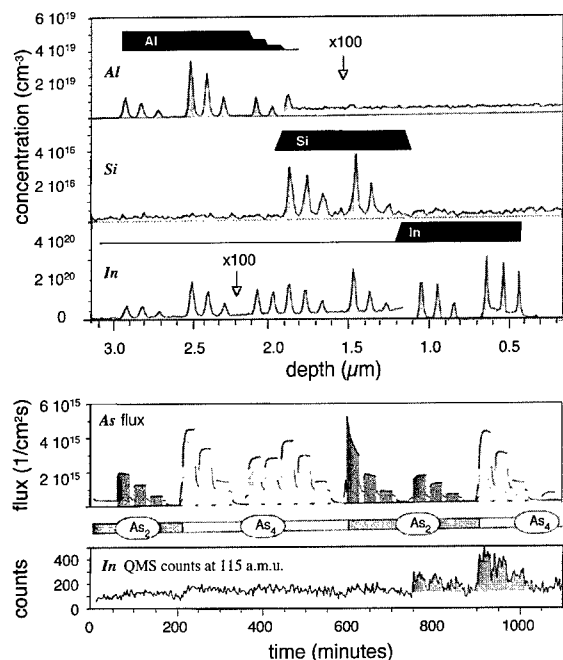 concentration (cm⁻³)
6 10¹⁹
4 10¹⁹
2 10¹⁹
0
Al
Al
x100
4 10¹⁶
2 10¹⁶
0
Si
Si
4 10²⁰
2 10²⁰
0
In
x100
In
3.0 2.5 2.0 1.5 1.0 0.5
depth (μm)
flux (1/cm²s)
6 10¹⁵
4 10¹⁵
2 10¹⁵
As flux
As₂ As₄ As₂ As₄
counts
400
200
0
In QMS counts at 115 a.m.u.
0 200 400 600 800 1000
time (minutes)